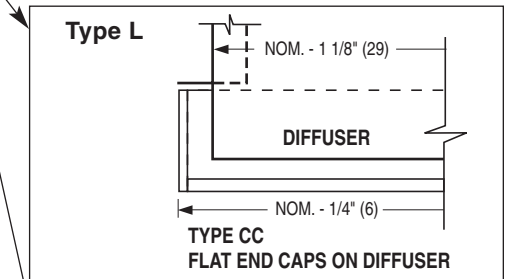 Type L
NOM. - 1 1/8" (29)
DIFFUSER
NOM. - 1/4" (6)
TYPE CC
FLAT END CAPS ON DIFFUSER